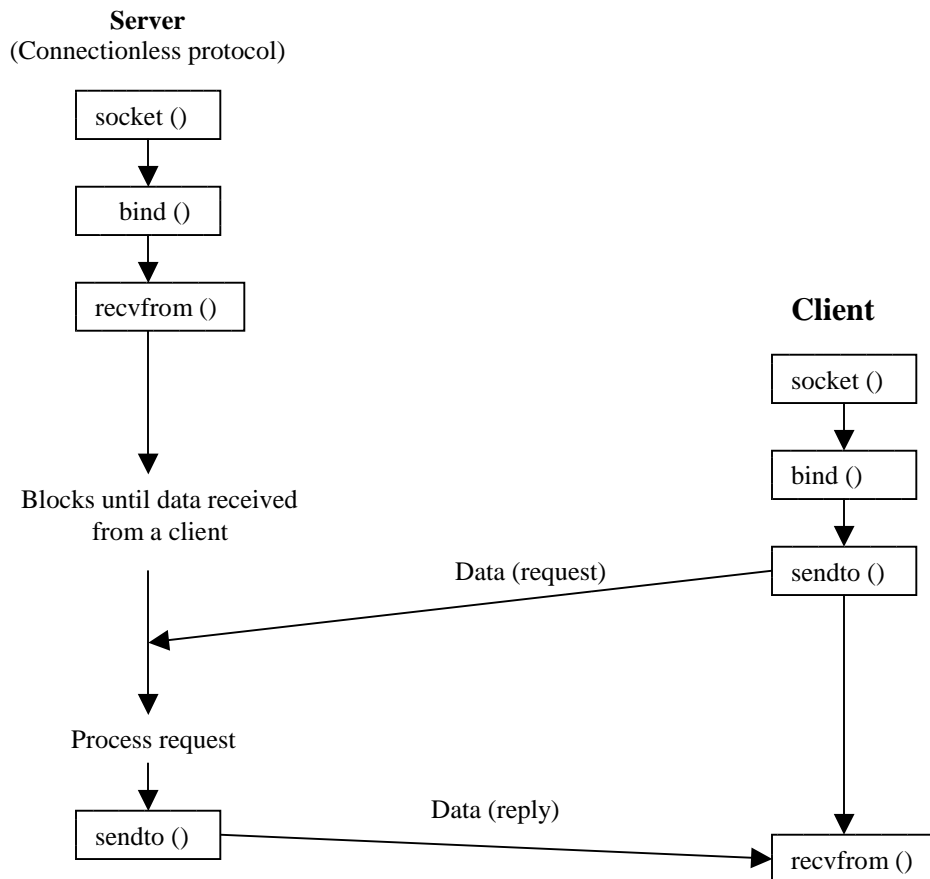 Server
(Connectionless protocol)
socket ()
bind ()
recvfrom ()
Blocks until data received
from a client
Process request
sendto ()
Client
socket ()
bind ()
sendto ()
recvfrom ()
Data (request)
Data (reply)